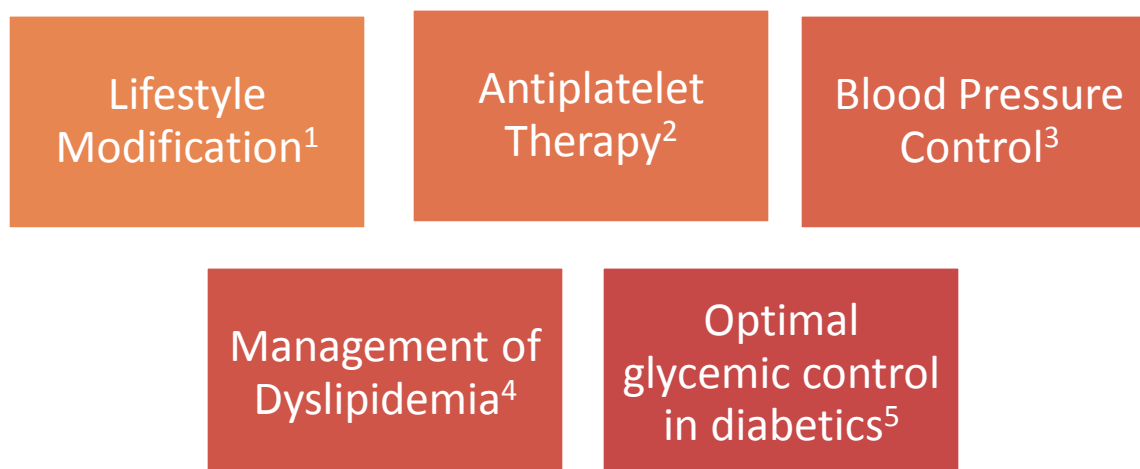 Lifestyle
Modification¹
Antiplatelet
Therapy²
Blood Pressure
Control³
Management of
Dyslipidemia⁴
Optimal
glycemic control
in diabetics⁵